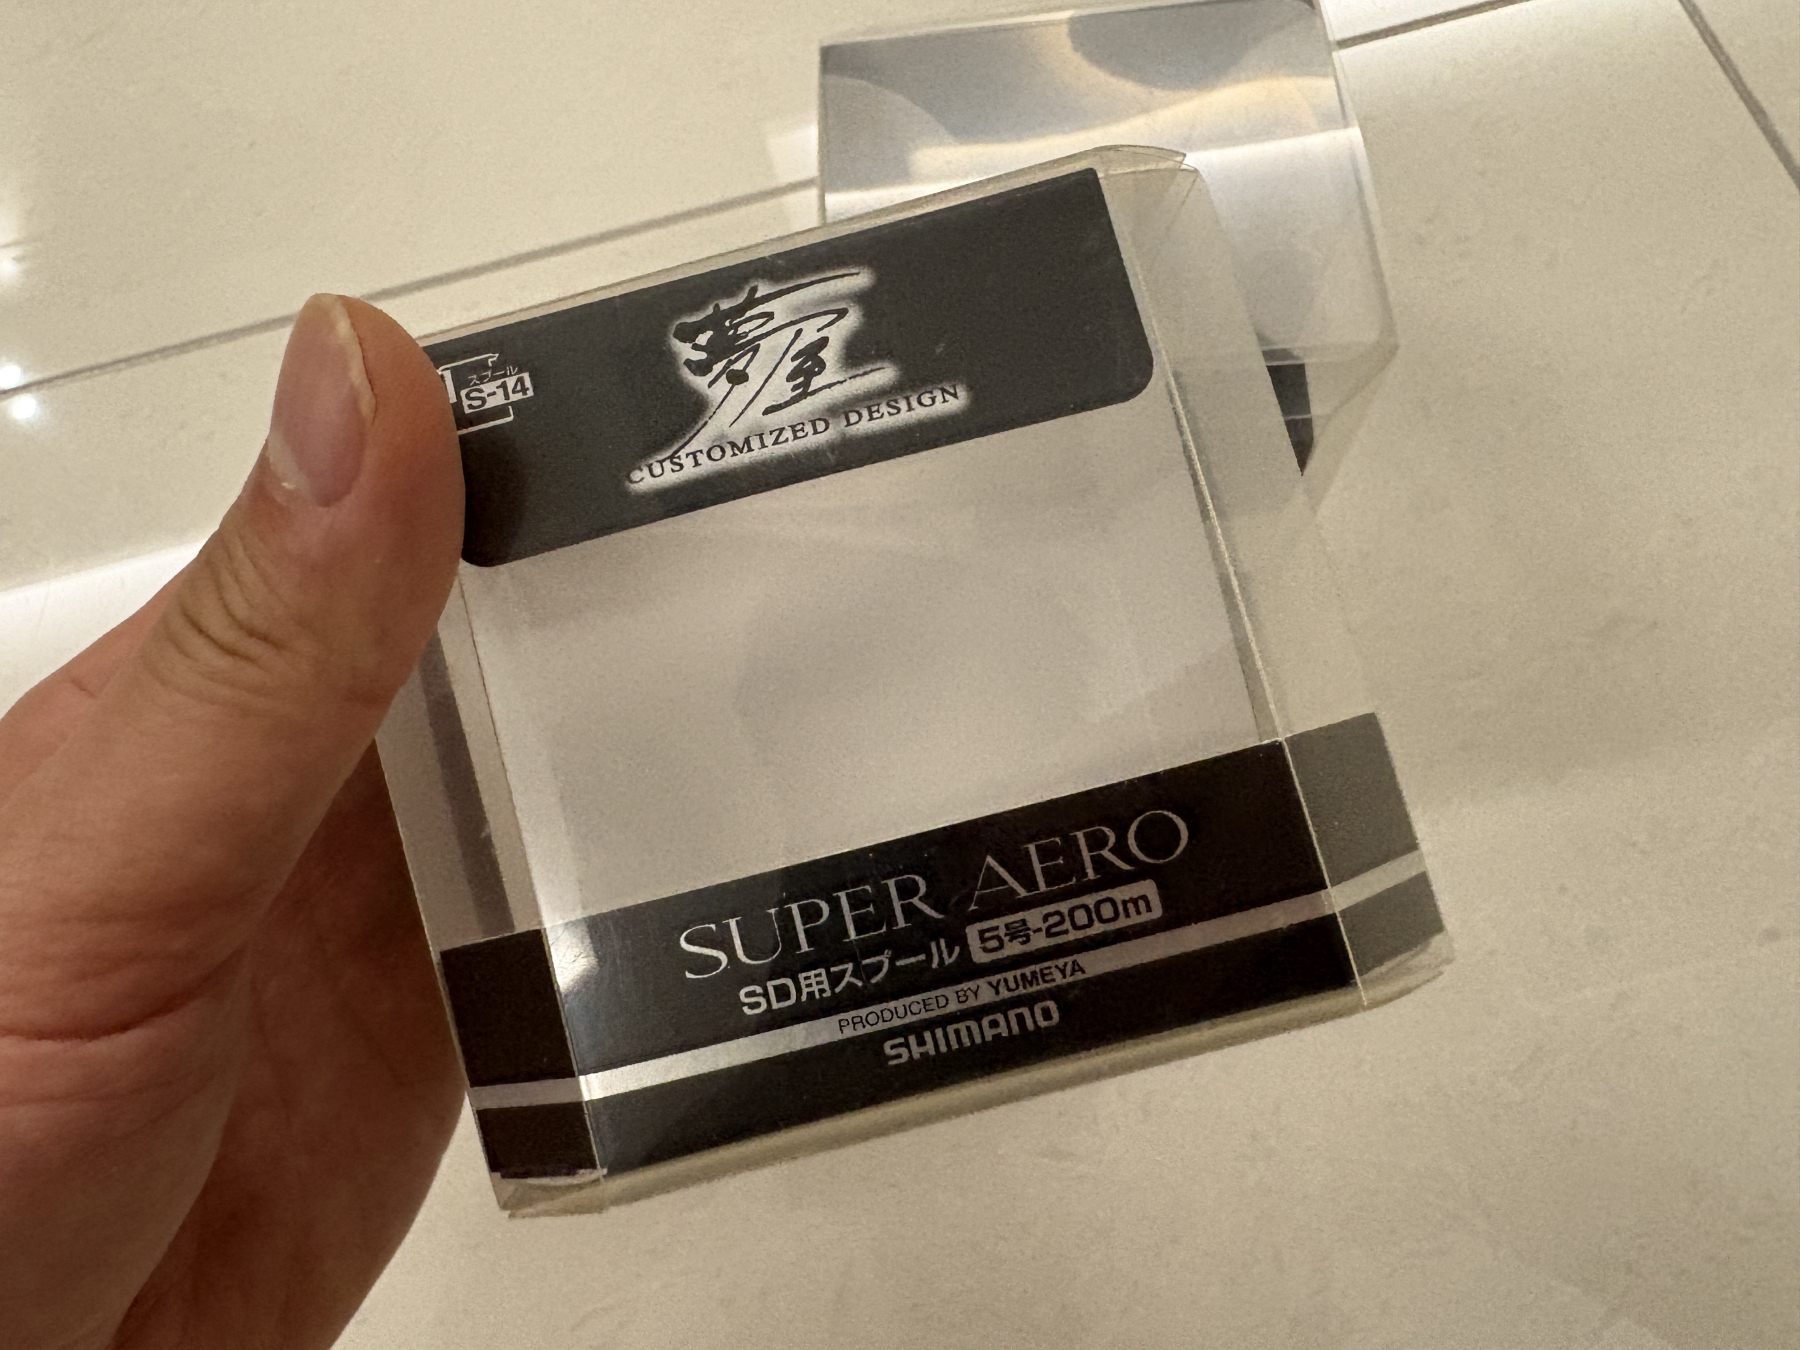 スプール
S-14
夢屋
CUSTOMIZED DESIGN
SUPER AERO
SD用スプール 5号-200m
PRODUCED BY YUMEYA
SHIMANO